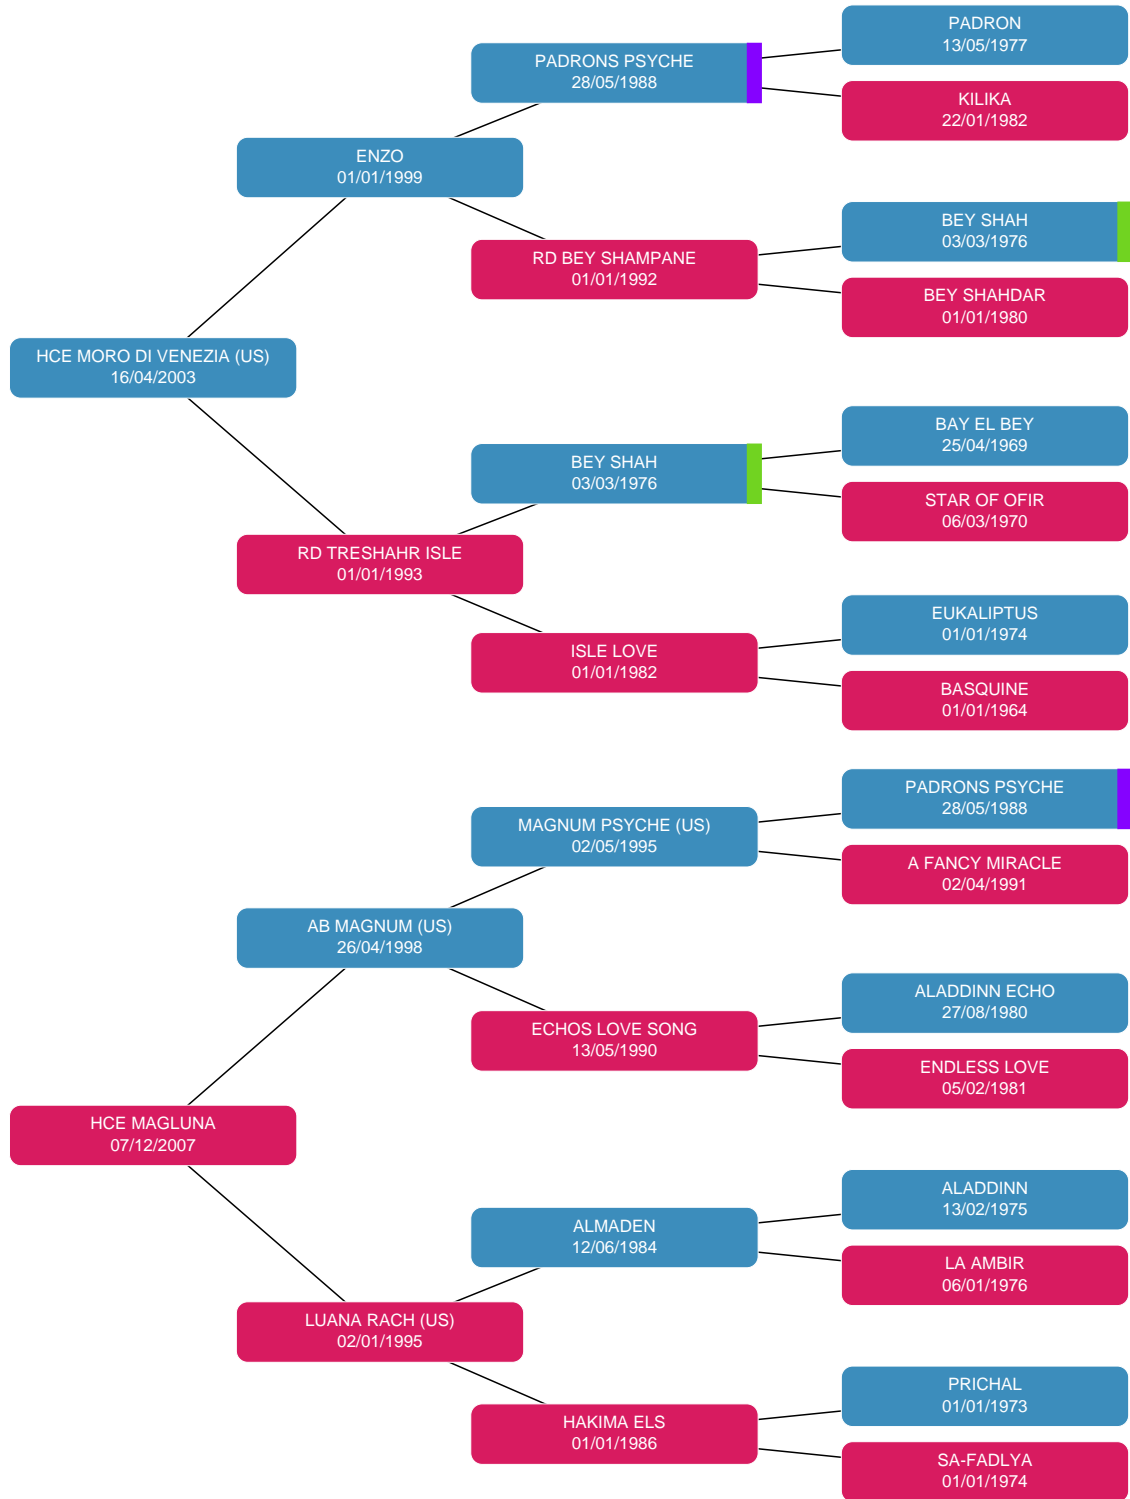 PADRON
13/05/1977
PADRONS PSYCHE
28/05/1988
KILIKA
22/01/1982
ENZO
01/01/1999
BEY SHAH
03/03/1976
RD BEY SHAMPANE
01/01/1992
BEY SHAHDAR
01/01/1980
HCE MORO DI VENEZIA (US)
16/04/2003
BAY EL BEY
25/04/1969
BEY SHAH
03/03/1976
STAR OF OFIR
06/03/1970
RD TRESHAHR ISLE
01/01/1993
EUKALIPTUS
01/01/1974
ISLE LOVE
01/01/1982
BASQUINE
01/01/1964
PADRONS PSYCHE
28/05/1988
MAGNUM PSYCHE (US)
02/05/1995
A FANCY MIRACLE
02/04/1991
AB MAGNUM (US)
26/04/1998
ALADDINN ECHO
27/08/1980
ECHOS LOVE SONG
13/05/1990
ENDLESS LOVE
05/02/1981
HCE MAGLUNA
07/12/2007
ALADDINN
13/02/1975
ALMADEN
12/06/1984
LA AMBIR
06/01/1976
LUANA RACH (US)
02/01/1995
PRICHAL
01/01/1973
HAKIMA ELS
01/01/1986
SA-FADLYA
01/01/1974